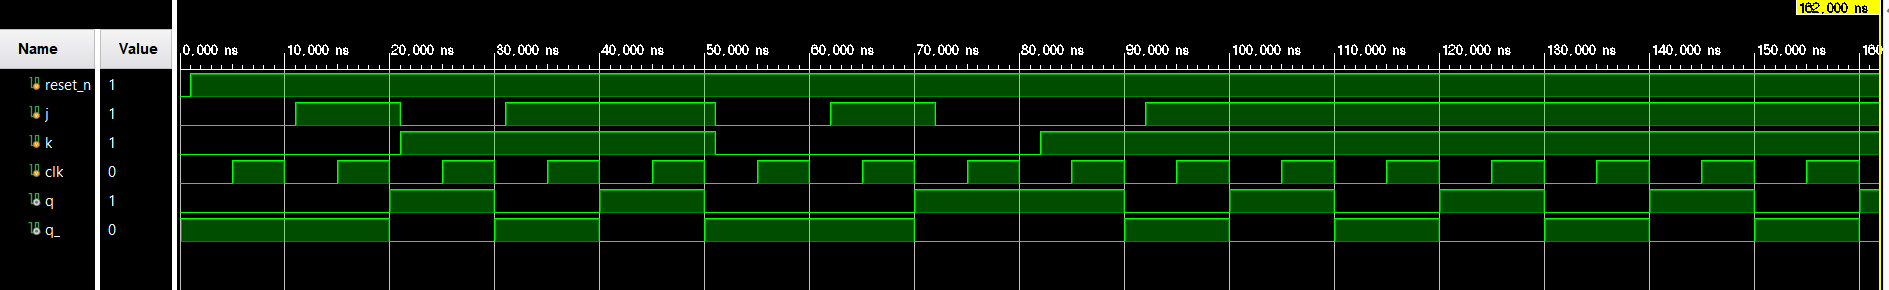 162.000 ns
Name Value 0.000 ns 10.000 ns 20.000 ns 30.000 ns 40.000 ns 50.000 ns 60.000 ns 70.000 ns 80.000 ns 90.000 ns 100.000 ns 110.000 ns 120.000 ns 130.000 ns 140.000 ns 150.000 ns 160
reset_n 1
j 1
k 1
clk 0
q 1
q_ 0